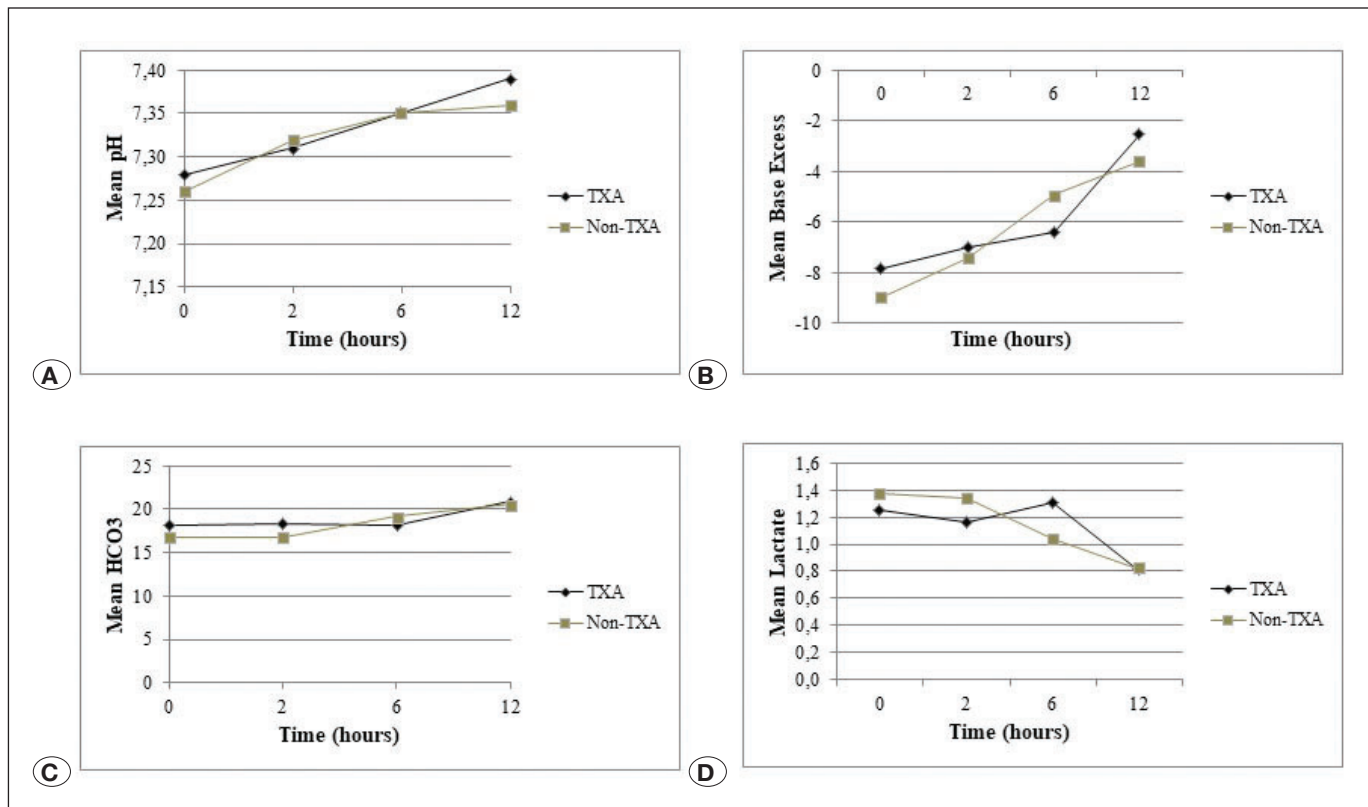 7,40
7,35
7,30
7,25
7,20
7,15
Mean pH
0 2 6 12
Time (hours)
TXA
Non-TXA
A
0
-2
-4
-6
-8
-10
Mean Base Excess
0 2 6 12
Time (hours)
TXA
Non-TXA
B
25
20
15
10
5
0
Mean HCO3
0 2 6 12
Time (hours)
TXA
Non-TXA
C
1,6
1,4
1,2
1,0
0,8
0,6
0,4
0,2
0,0
Mean Lactate
0 2 6 12
Time (hours)
TXA
Non-TXA
D